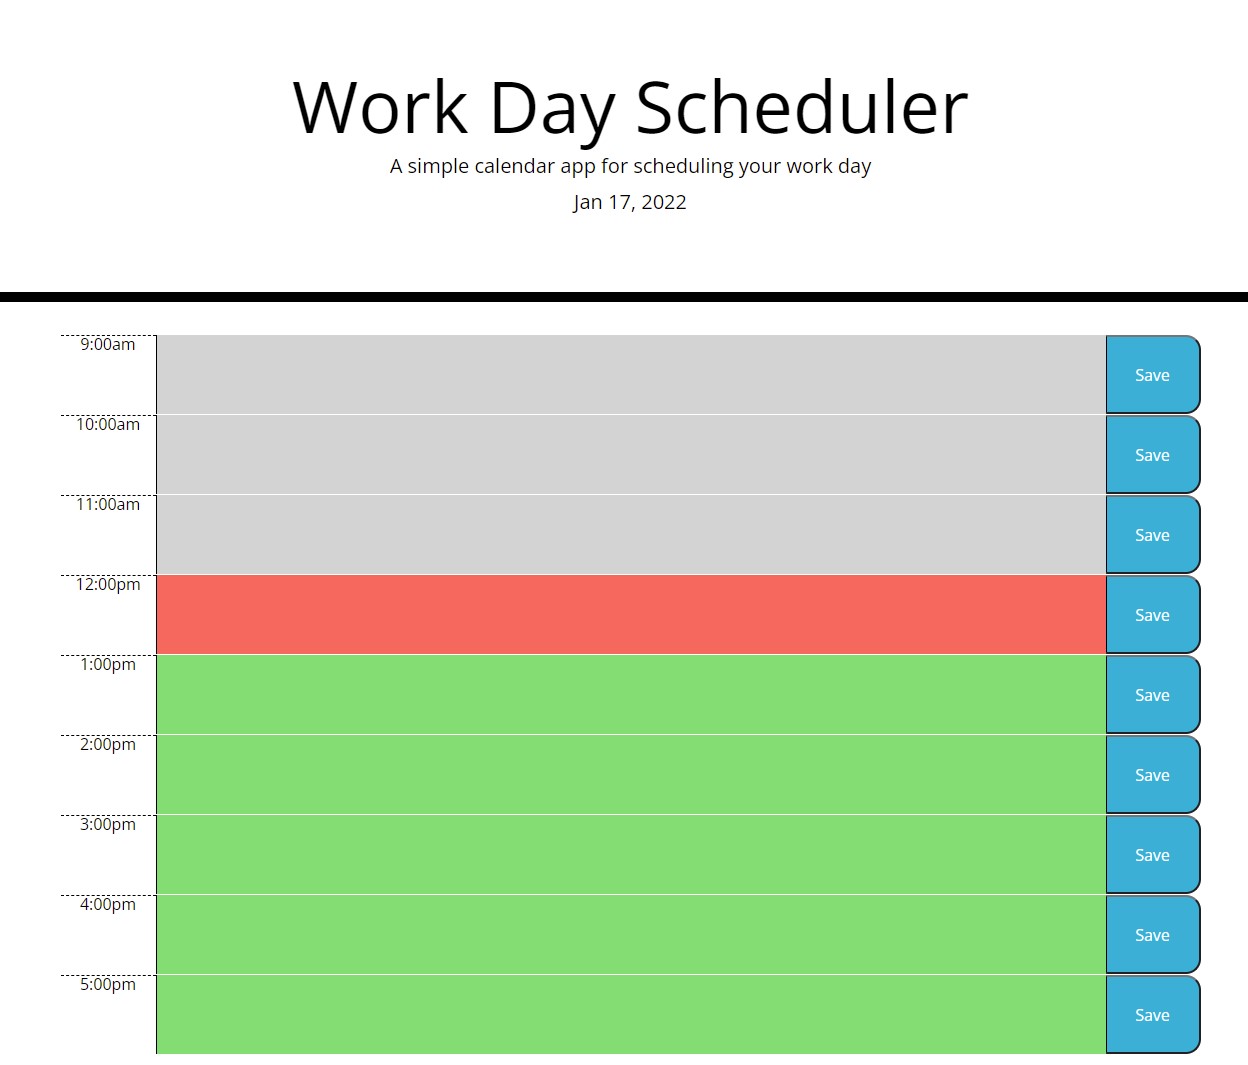 Work Day Scheduler
A simple calendar app for scheduling your work day
Jan 17, 2022
9:00am Save
10:00am Save
11:00am Save
12:00pm Save
1:00pm Save
2:00pm Save
3:00pm Save
4:00pm Save
5:00pm Save